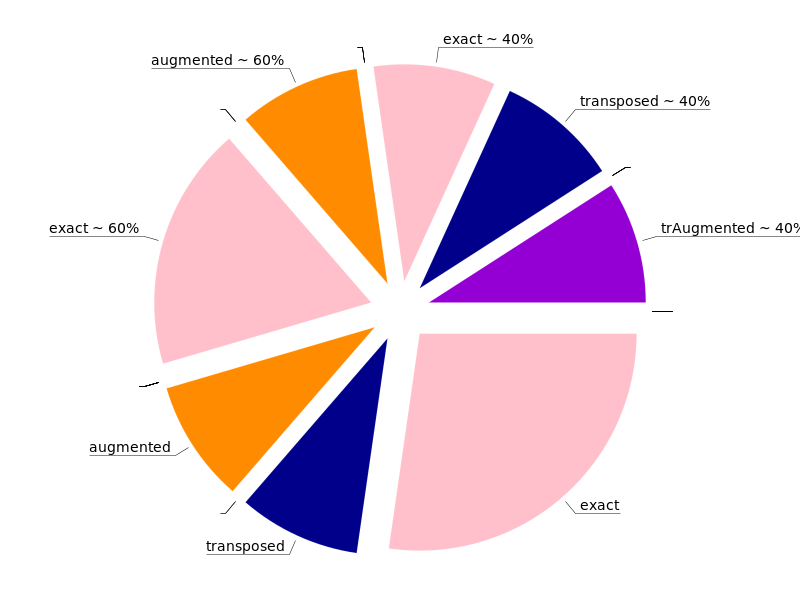 exact ~ 40%
augmented ~ 60%
transposed ~ 40%
exact ~ 60%
trAugmented ~ 40%
augmented
exact
transposed